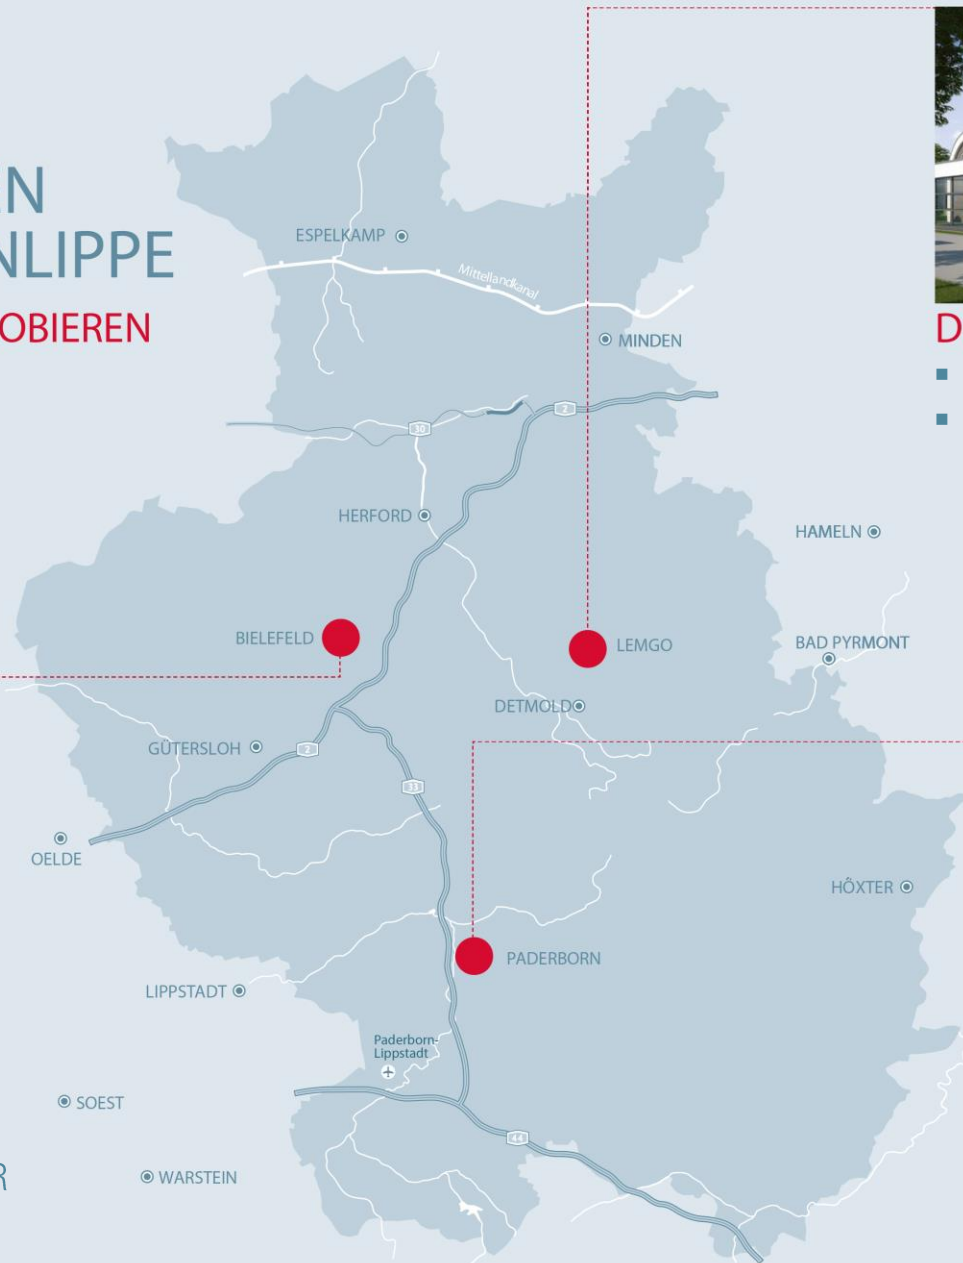 EN
NLIPPE
OBIEREN
ESPELKAMP
Mittellandkanal
MINDEN
D
2
30
HERFORD
HAMELN
BIELEFELD
LEMGO
BAD PYRMONT
DETMOLD
GÜTERSLOH
2
33
OELDE
HÖXTER
PADERBORN
LIPPSTADT
Paderborn-
Lippstadt
SOEST
44
R
WARSTEIN